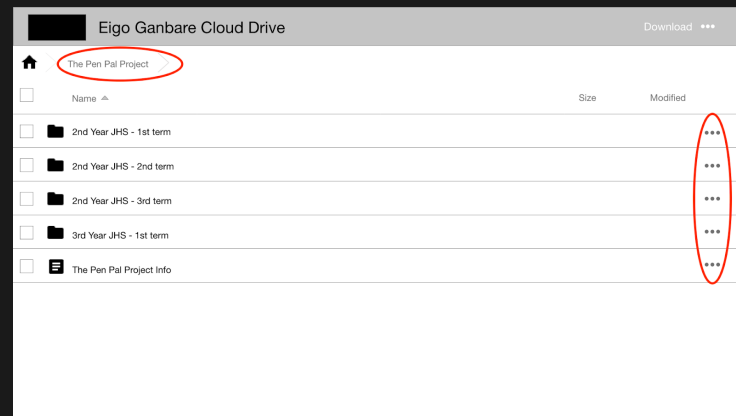 Eigo Ganbare Cloud Drive Download
The Pen Pal Project
Name Size Modified
2nd Year JHS - 1st term
2nd Year JHS - 2nd term
2nd Year JHS - 3rd term
3rd Year JHS - 1st term
The Pen Pal Project Info